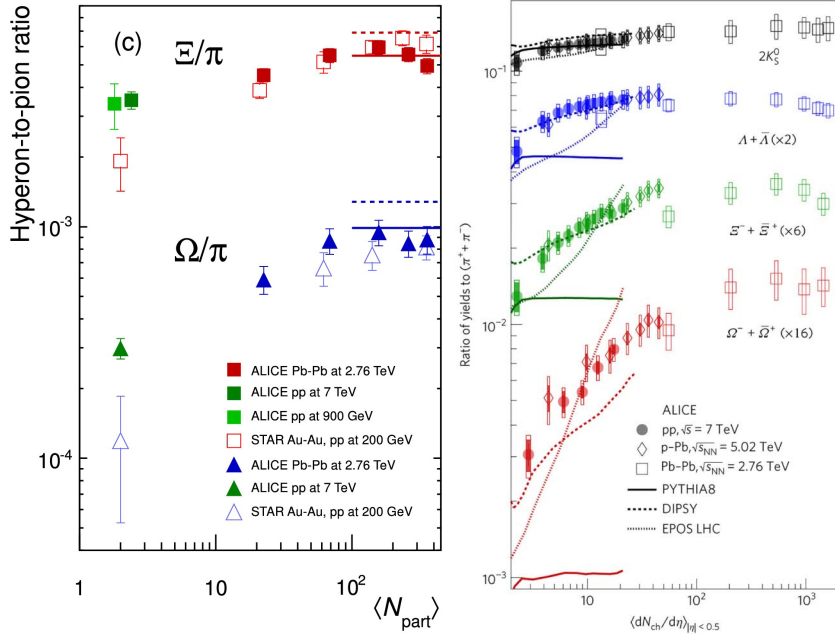 Hyperon-to-pion ratio
(c)
Ξ/π
Ω/π
10⁻³
10⁻⁴
ALICE Pb-Pb at 2.76 TeV
ALICE pp at 7 TeV
ALICE pp at 900 GeV
STAR Au-Au, pp at 200 GeV
ALICE Pb-Pb at 2.76 TeV
ALICE pp at 7 TeV
STAR Au-Au, pp at 200 GeV
1
10
10²
⟨N_part⟩
Ratio of yields to (π⁺ + π⁻)
10⁻¹
10⁻²
10⁻³
2K⁰_S
Λ + Λ̅ (×2)
Ξ⁻ + Ξ̅⁺ (×6)
Ω⁻ + Ω̅⁺ (×16)
ALICE
pp, √s = 7 TeV
p–Pb, √s_NN = 5.02 TeV
Pb–Pb, √s_NN = 2.76 TeV
PYTHIA8
DIPSY
EPOS LHC
10
10²
10³
⟨dN_ch/dη⟩_|η| < 0.5